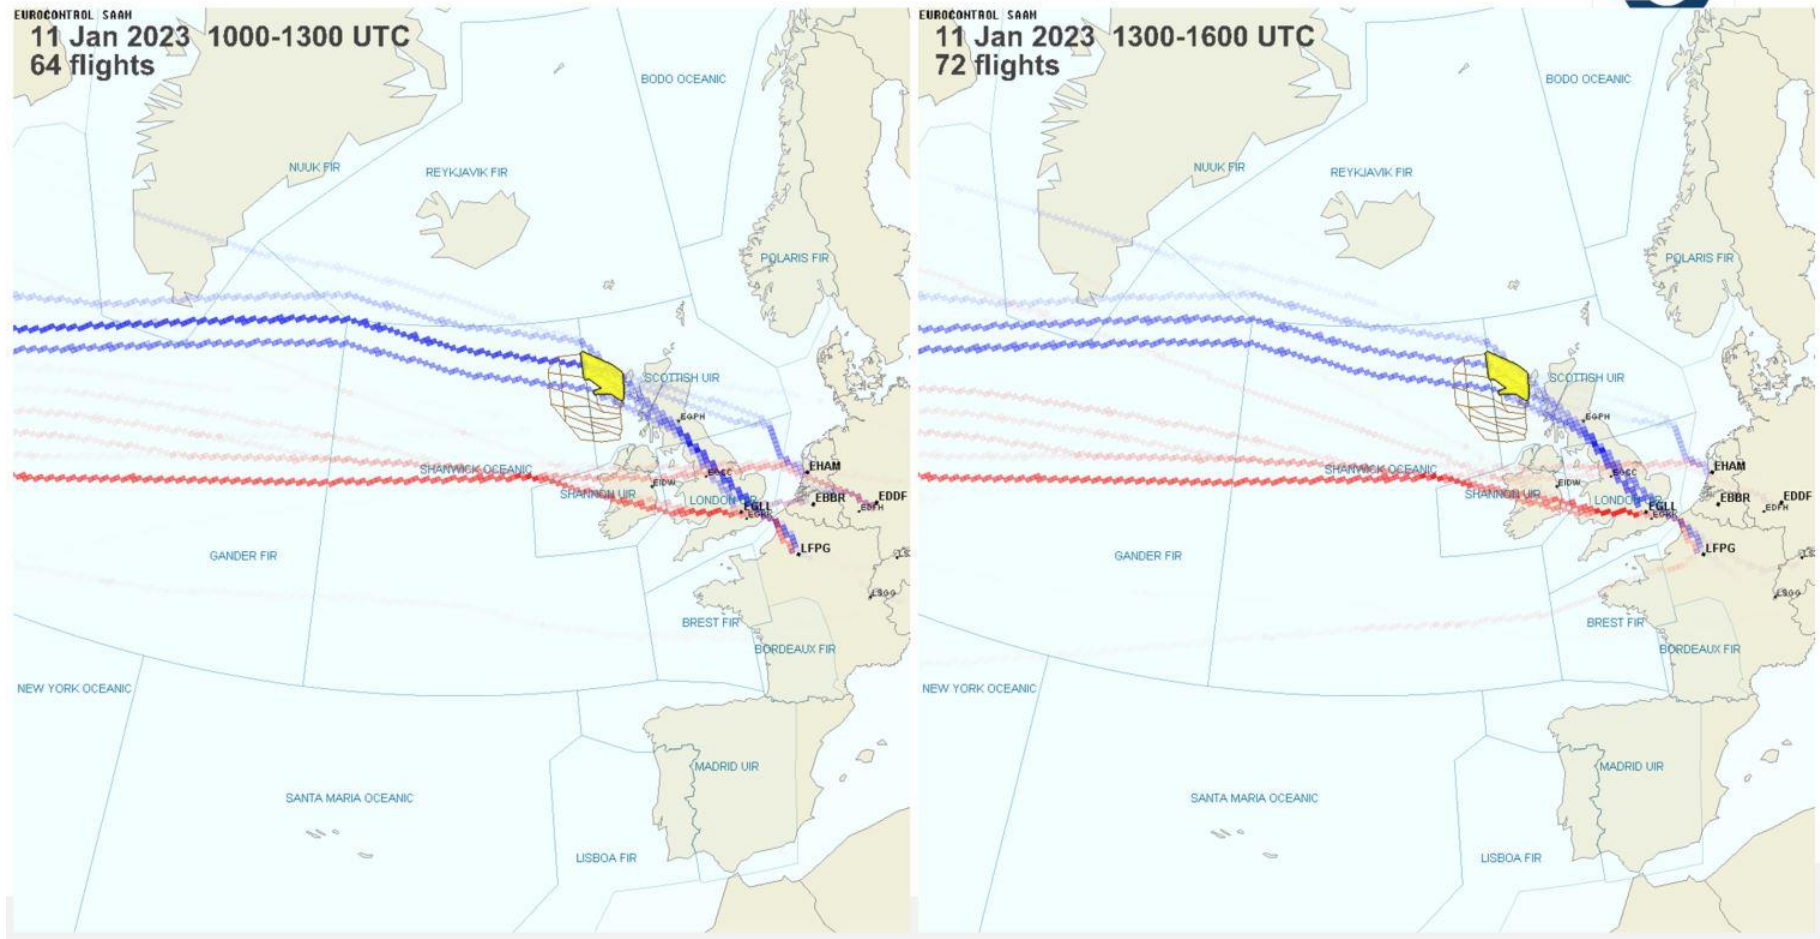 EUROCONTROL SAAM
11 Jan 2023 1000-1300 UTC
64 flights
BODO OCEANIC
NUUK FIR
REYKJAVIK FIR
POLARIS FIR
SCOTTISH UIR
EGPH
SHANWICK OCEANIC
EGCC
EHAM
EIDW
SHANNON UIR
LONDON
EBBR
EDDF
EGLL
EDFH
LFPG
GANDER FIR
LSGG
BREST FIR
BORDEAUX FIR
NEW YORK OCEANIC
MADRID UIR
SANTA MARIA OCEANIC
LISBOA FIR
EUROCONTROL SAAM
11 Jan 2023 1300-1600 UTC
72 flights
BODO OCEANIC
NUUK FIR
REYKJAVIK FIR
POLARIS FIR
SCOTTISH UIR
EGPH
SHANWICK OCEANIC
EGCC
EHAM
EIDW
SHANNON UIR
LONDON
EBBR
EDDF
EGLL
EDFH
LFPG
GANDER FIR
LSGG
BREST FIR
BORDEAUX FIR
NEW YORK OCEANIC
MADRID UIR
SANTA MARIA OCEANIC
LISBOA FIR